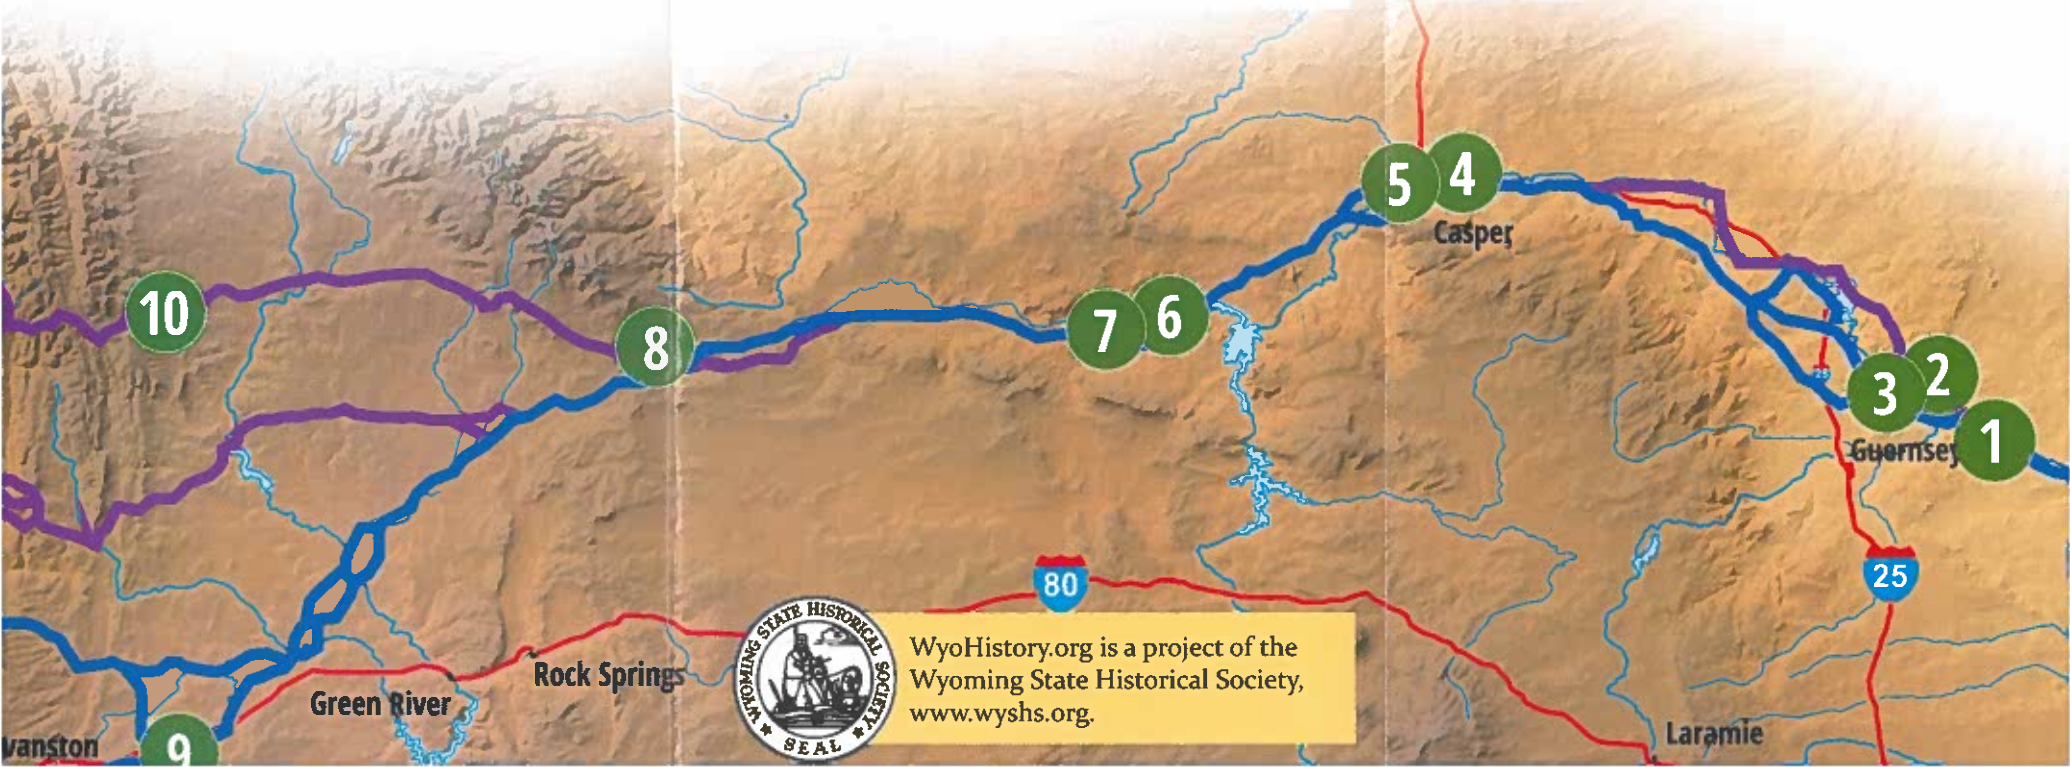 10
8
7
6
5
4
Casper
3
2
1
Guernsey
25
80
WYOMING STATE HISTORICAL SOCIETY
SEAL
WyoHistory.org is a project of the
Wyoming State Historical Society,
www.wyshs.org.
Rock Springs
Green River
vanston
9
Laramie